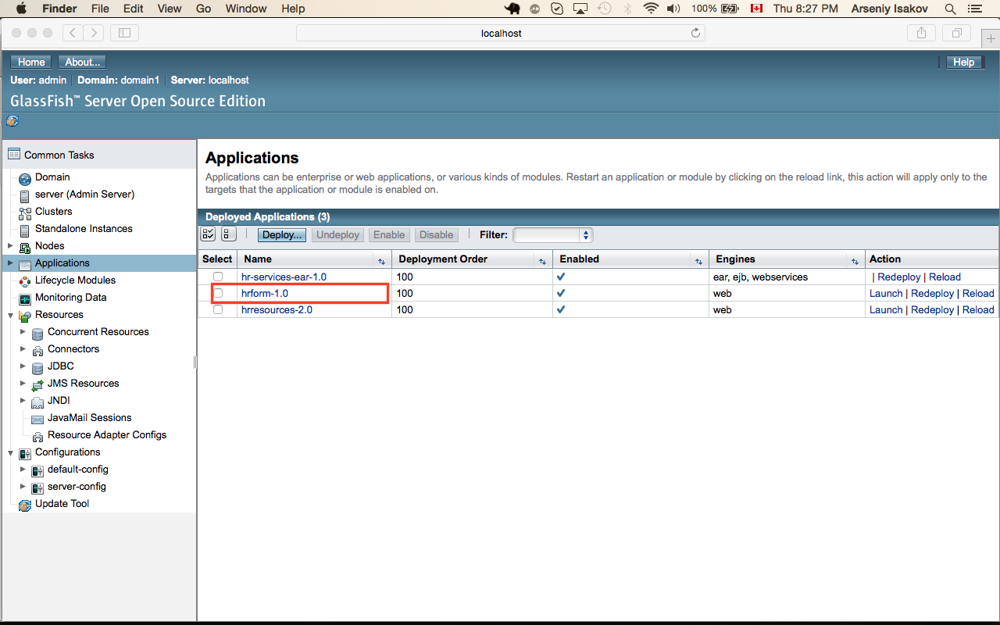 Finder File Edit View Go Window Help 100% Thu 8:27 PM Arseniy Isakov
localhost
Home About... Help
User: admin Domain: domain1 Server: localhost
GlassFish™ Server Open Source Edition
Common Tasks
Domain
server (Admin Server)
Clusters
Standalone Instances
Nodes
Applications
Lifecycle Modules
Monitoring Data
Resources
Concurrent Resources
Connectors
JDBC
JMS Resources
JNDI
JavaMail Sessions
Resource Adapter Configs
Configurations
default-config
server-config
Update Tool
Applications
Applications can be enterprise or web applications, or various kinds of modules. Restart an application or module by clicking on the reload link, this action will apply only to the
targets that the application or module is enabled on.
Deployed Applications (3)
Deploy... Undeploy Enable Disable Filter:
Select Name Deployment Order Enabled Engines Action
hr-services-ear-1.0 100 ear, ejb, webservices | Redeploy | Reload
hrform-1.0 100 web Launch | Redeploy | Reload
hrresources-2.0 100 web Launch | Redeploy | Reload